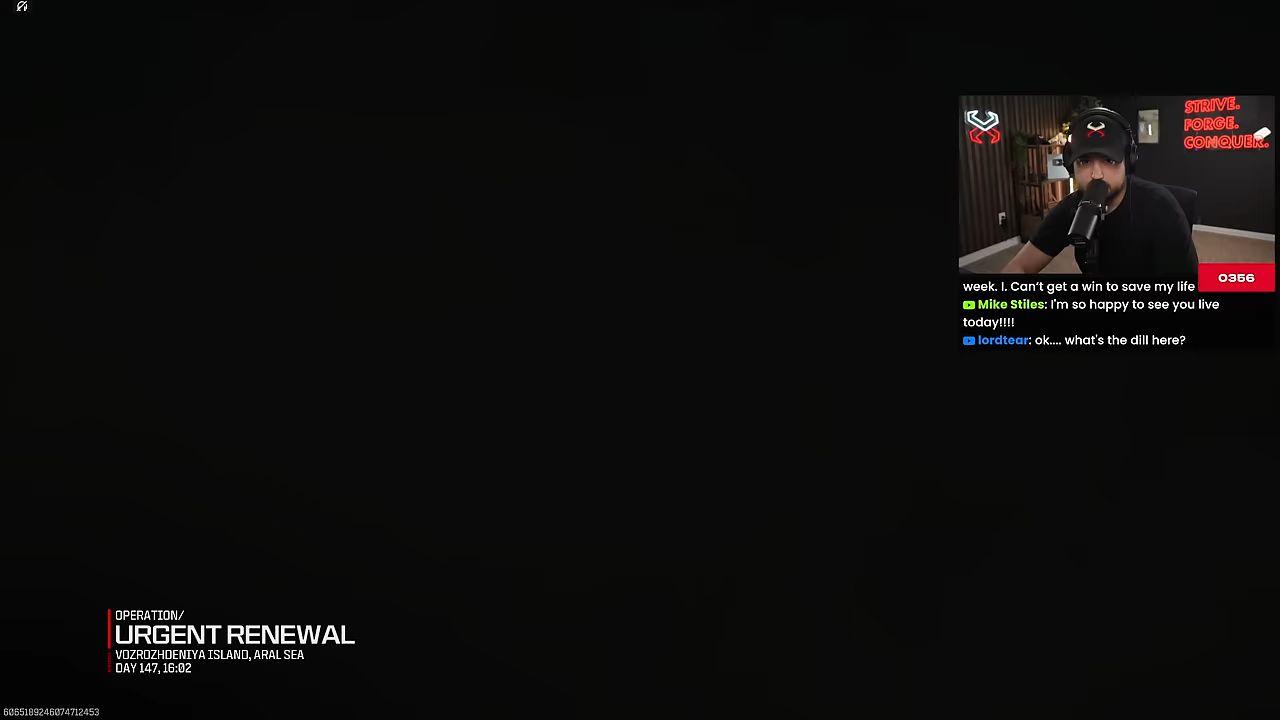 STRIVE.
FORGE.
CONQUER.
0356
week. I. Can't get a win to save my life
Mike Stiles: I'm so happy to see you live
today!!!!
lordtear: ok.... what's the dill here?
OPERATION/
URGENT RENEWAL
VOZROZHDENIYA ISLAND, ARAL SEA
DAY 147, 16:02
6065189246074712453